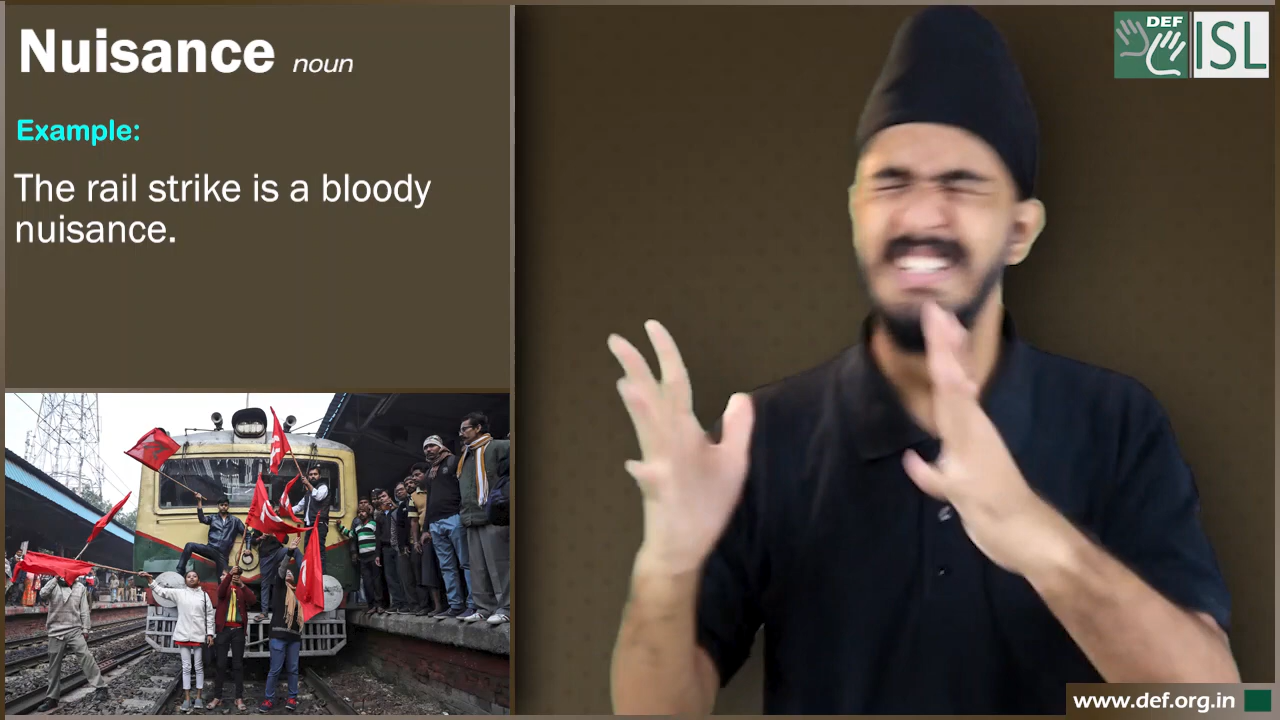 Nuisance noun
Example:
The rail strike is a bloody
nuisance.
DEF
ISL
www.def.org.in